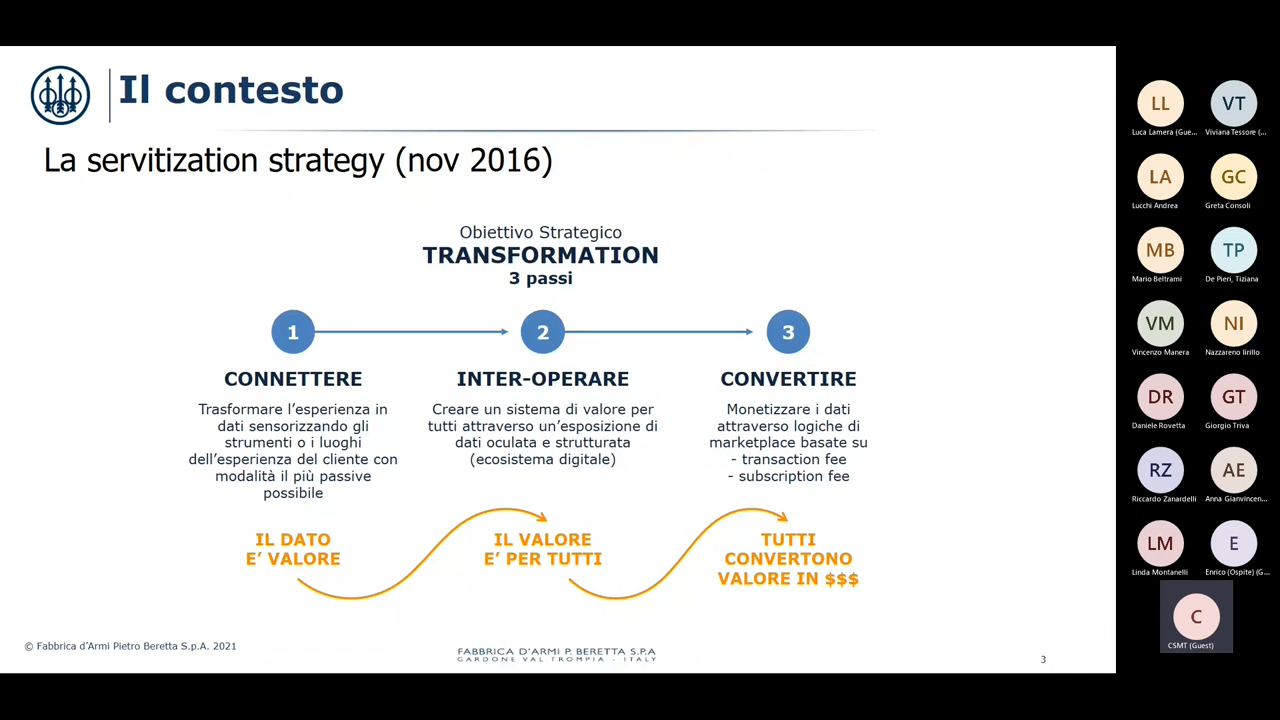 Il contesto
La servitization strategy (nov 2016)
Obiettivo Strategico
TRANSFORMATION
3 passi
1
2
3
CONNETTERE
Trasformare l’esperienza in
dati sensorizzando gli
strumenti o i luoghi
dell’esperienza del cliente con
modalità il più passive
possibile
INTER-OPERARE
Creare un sistema di valore per
tutti attraverso un’esposizione di
dati oculata e strutturata
(ecosistema digitale)
CONVERTIRE
Monetizzare i dati
attraverso logiche di
marketplace basate su
- transaction fee
- subscription fee
IL DATO
E’ VALORE
IL VALORE
E’ PER TUTTI
TUTTI
CONVERTONO
VALORE IN $$$
© Fabbrica d’Armi Pietro Beretta S.p.A. 2021
FABBRICA D’ARMI P. BERETTA S.P.A
GARDONE VAL TROMPIA - ITALY
3
LL
Luca Lamera (Gue...
VT
Viviana Tessore (...
LA
Lucchi Andrea
GC
Greta Consoli
MB
Mario Beltrami
TP
De Pieri, Tiziana
VM
Vincenzo Manera
NI
Nazzareno Iirillo
DR
Daniele Rovetta
GT
Giorgio Triva
RZ
Riccardo Zanardelli
AE
Anna Gianvincen...
LM
Linda Montanelli
E
Enrico (Ospite) (G...
C
CSMT (Guest)